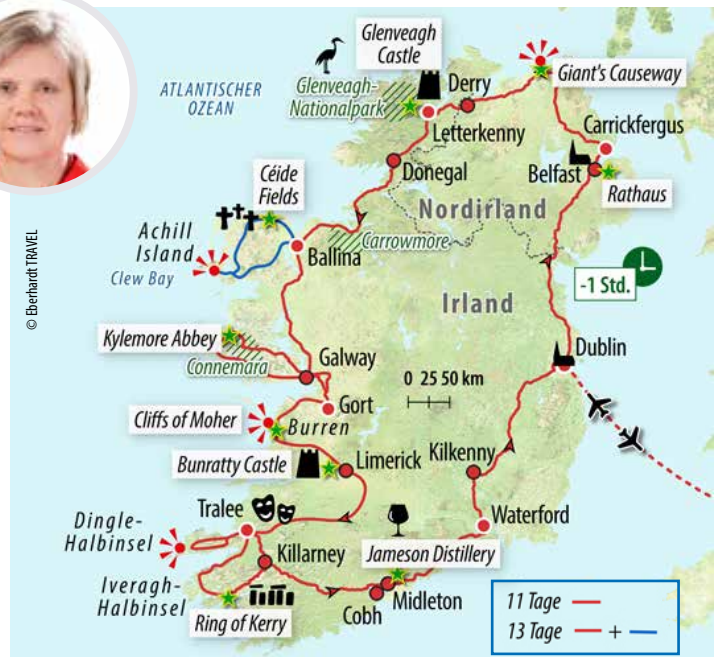 Glenveagh
Castle
ATLANTISCHER
OZEAN
Glenveagh-
Nationalpark
Derry
Giant's Causeway
Letterkenny
Carrickfergus
Donegal
Belfast
Rathaus
Céide
Fields
Nordirland
Achill
Island
Clew Bay
Ballina
Carrowmore
© Eberhardt TRAVEL
Irland
-1 Std.
Kylemore Abbey
Connemara
Galway
Dublin
0 25 50 km
Gort
Cliffs of Moher
Burren
Bunratty Castle
Limerick
Kilkenny
Tralee
Waterford
Dingle-
Halbinsel
Killarney
Jameson Distillery
Iveragh-
Halbinsel
Midleton
Cobh
Ring of Kerry
11 Tage
13 Tage +